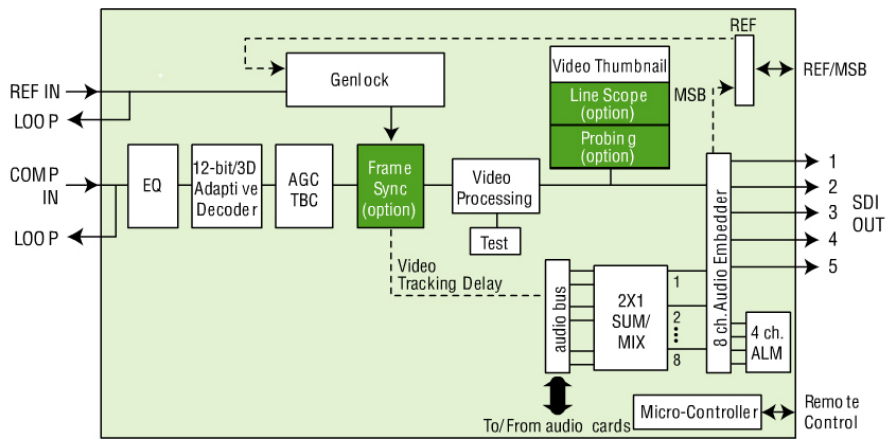 REF
Genlock
Video Thumbnail
REF/MSB
REF IN
Line Scope
(option)
MSB
LOOP
Probing
(option)
EQ
12-bit/3D
Adaptive
Decoder
AGC
TBC
Frame
Sync
(option)
Video
Processing
COMP
IN
1
2
3
4
5
SDI
OUT
LOOP
Test
8 ch. Audio Embedder
Video
Tracking Delay
audio bus
2X1
SUM/
MIX
1
2
8
4 ch.
ALM
To/From audio cards
Micro-Controller
Remote
Control